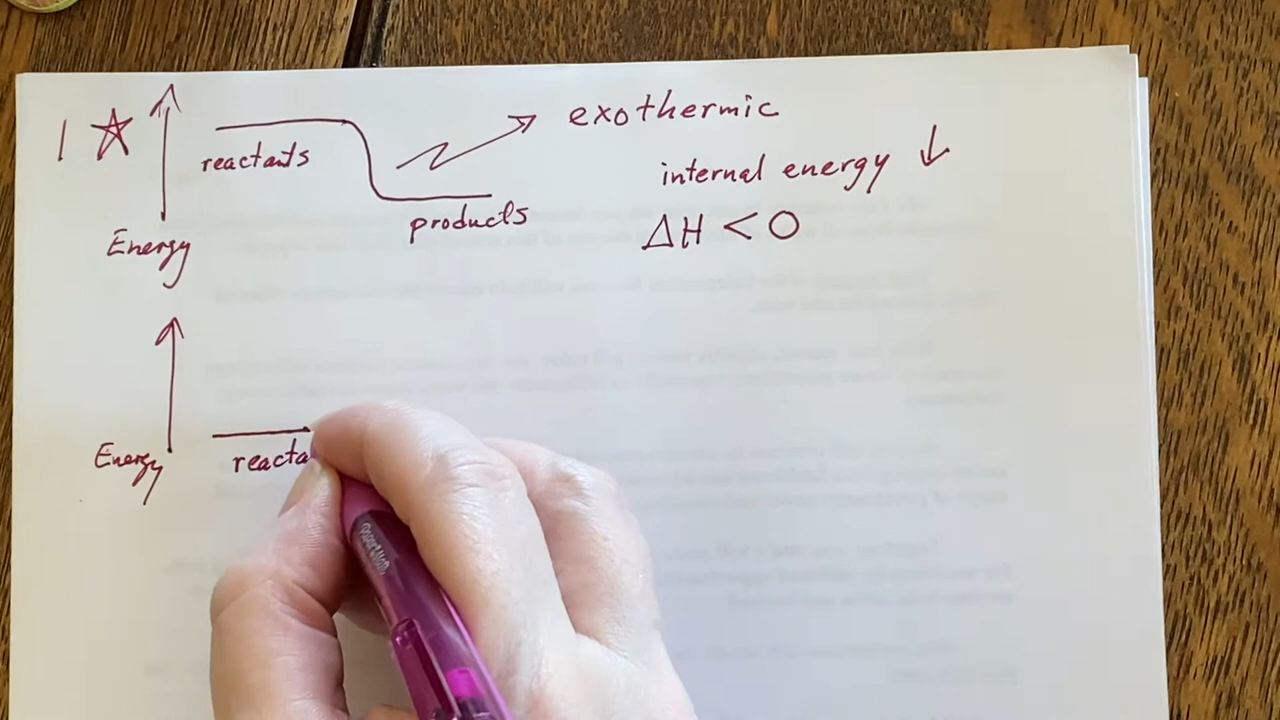 1 ☆ exothermic
reactants
internal energy ↓
products
ΔH < 0
Energy
Energy
reacta